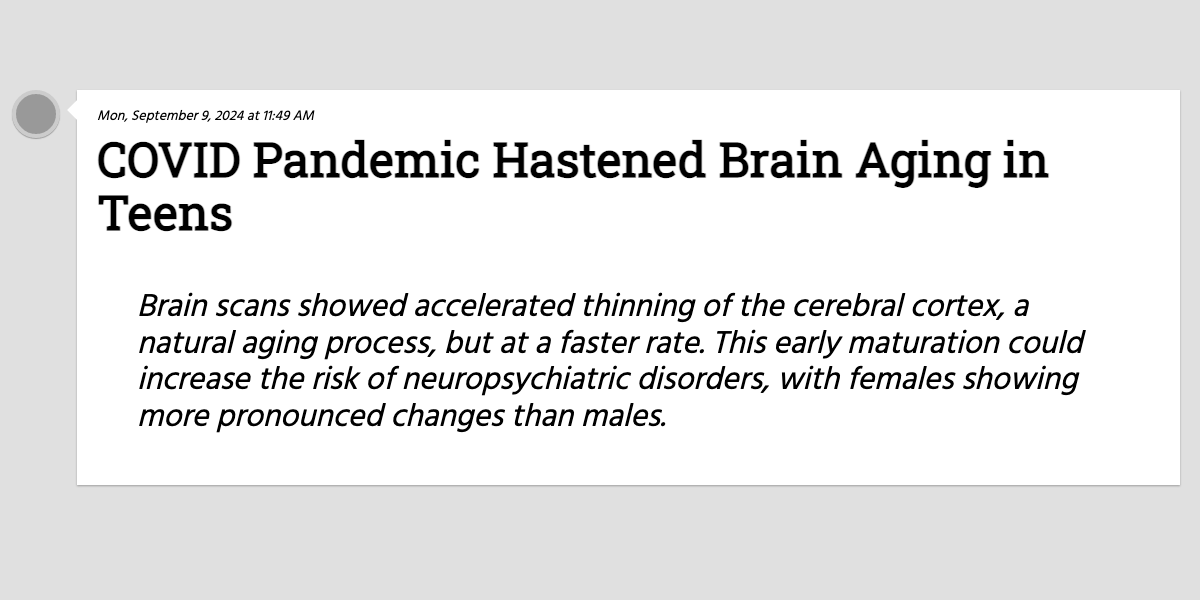 Mon, September 9, 2024 at 11:49 AM
COVID Pandemic Hastened Brain Aging in
Teens
Brain scans showed accelerated thinning of the cerebral cortex, a
natural aging process, but at a faster rate. This early maturation could
increase the risk of neuropsychiatric disorders, with females showing
more pronounced changes than males.